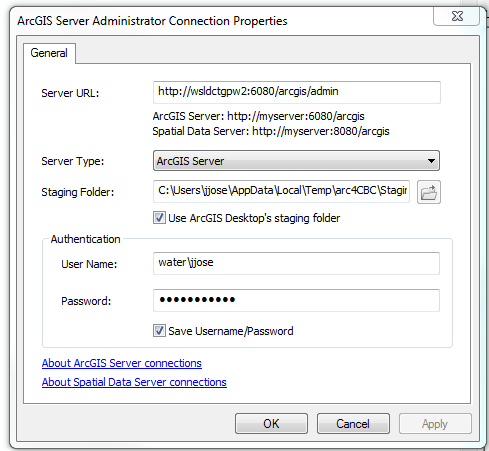 ArcGIS Server Administrator Connection Properties
General
Server URL: http://wsldctgpw2:6080/arcgis/admin
ArcGIS Server: http://myserver:6080/arcgis
Spatial Data Server: http://myserver:8080/arcgis
Server Type: ArcGIS Server
Staging Folder: C:\Users\jjose\AppData\Local\Temp\arc4CBC\Stagir
Use ArcGIS Desktop's staging folder
Authentication
User Name: water\jjose
Password: ●●●●●●●●●●●
Save Username/Password
About ArcGIS Server connections
About Spatial Data Server connections
OK Cancel Apply